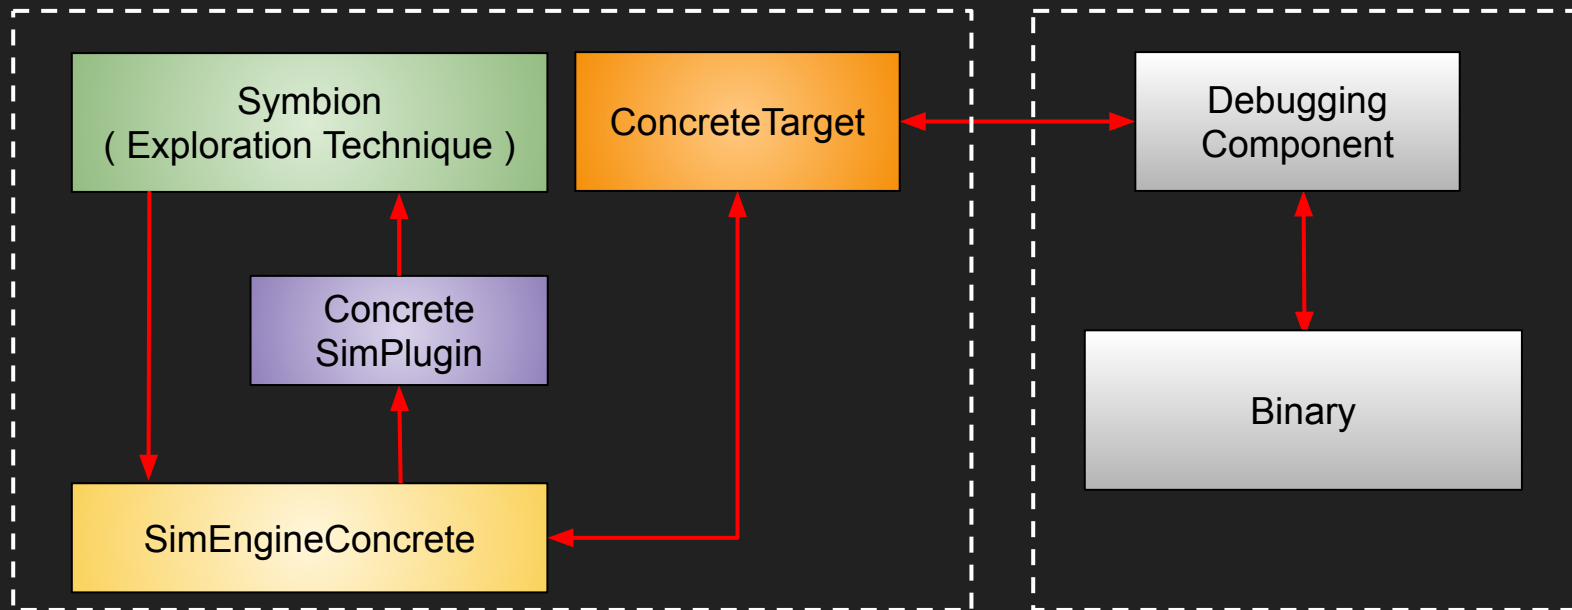 Symbion
( Exploration Technique )
ConcreteTarget
Debugging
Component
Concrete
SimPlugin
Binary
SimEngineConcrete